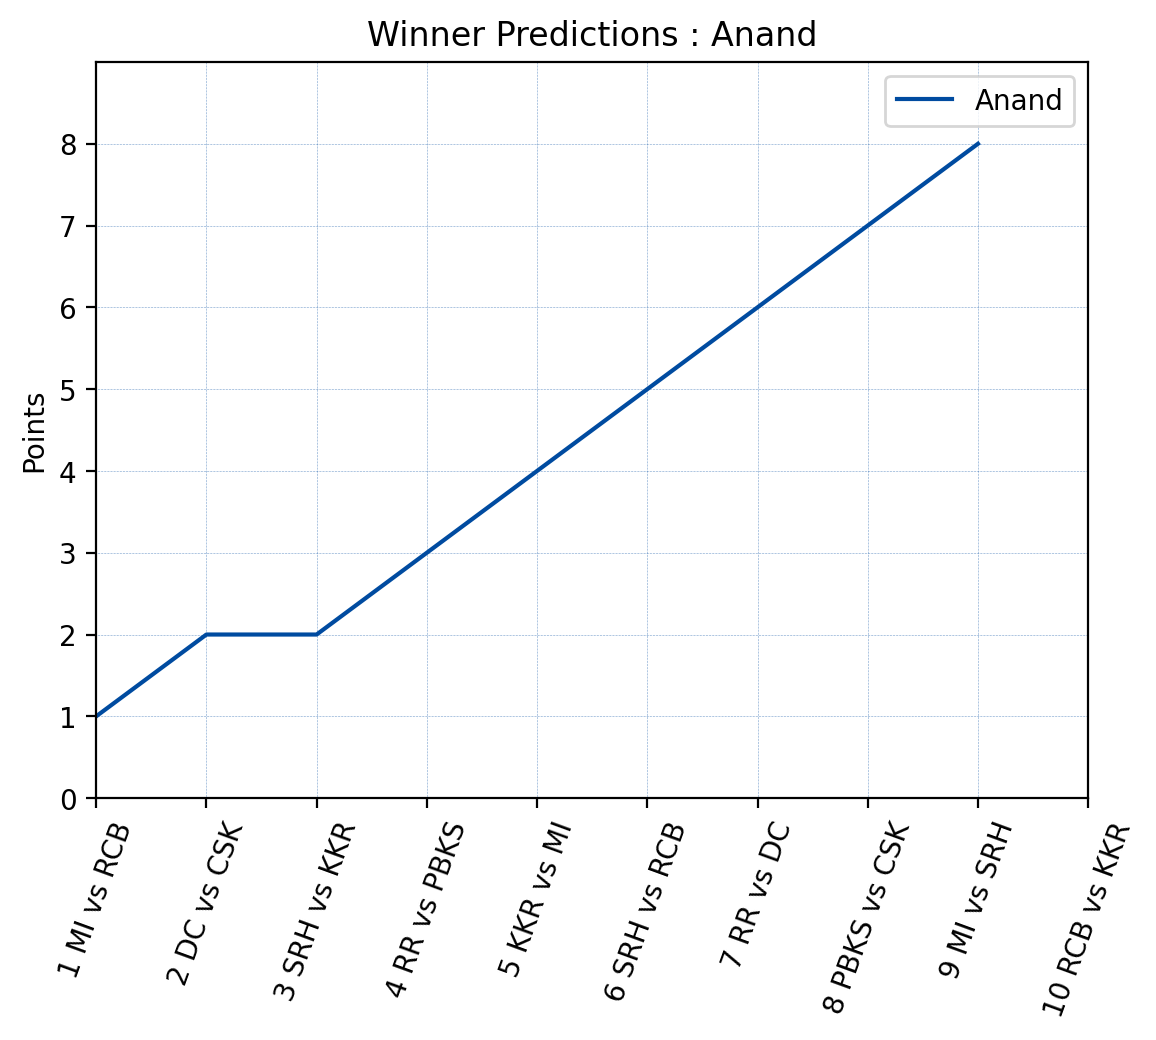 Winner Predictions : Anand
Anand
Points
8
7
6
5
4
3
2
1
0
1 MI vs RCB
2 DC vs CSK
3 SRH vs KKR
4 RR vs PBKS
5 KKR vs MI
6 SRH vs RCB
7 RR vs DC
8 PBKS vs CSK
9 MI vs SRH
10 RCB vs KKR